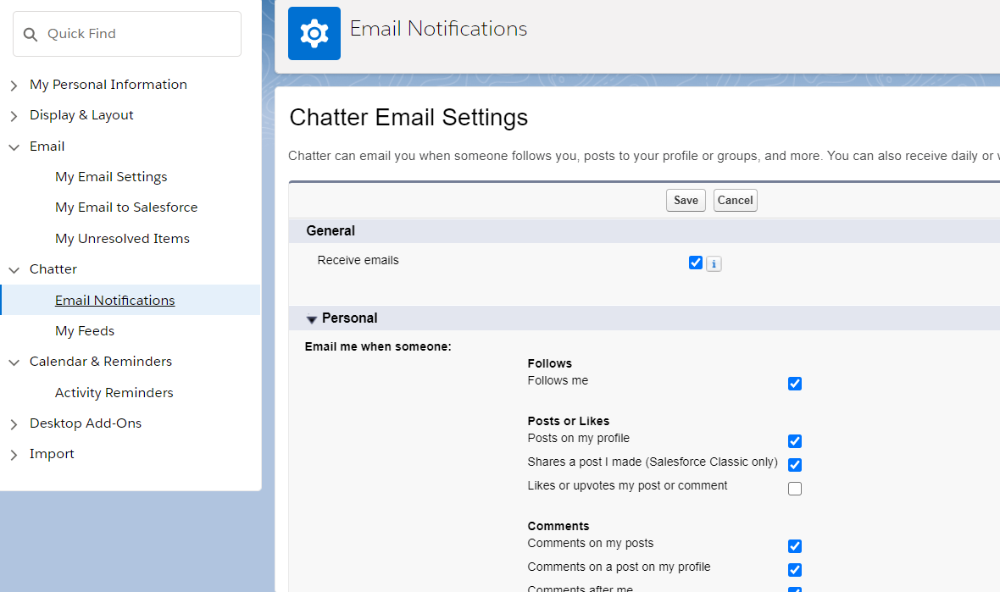 Quick Find
My Personal Information
Display & Layout
Email
My Email Settings
My Email to Salesforce
My Unresolved Items
Chatter
Email Notifications
My Feeds
Calendar & Reminders
Activity Reminders
Desktop Add-Ons
Import
Email Notifications
Chatter Email Settings
Chatter can email you when someone follows you, posts to your profile or groups, and more. You can also receive daily or
Save Cancel
General
Receive emails
i
Personal
Email me when someone:
Follows
Follows me
Posts or Likes
Posts on my profile
Shares a post I made (Salesforce Classic only)
Likes or upvotes my post or comment
Comments
Comments on my posts
Comments on a post on my profile
Comments after me